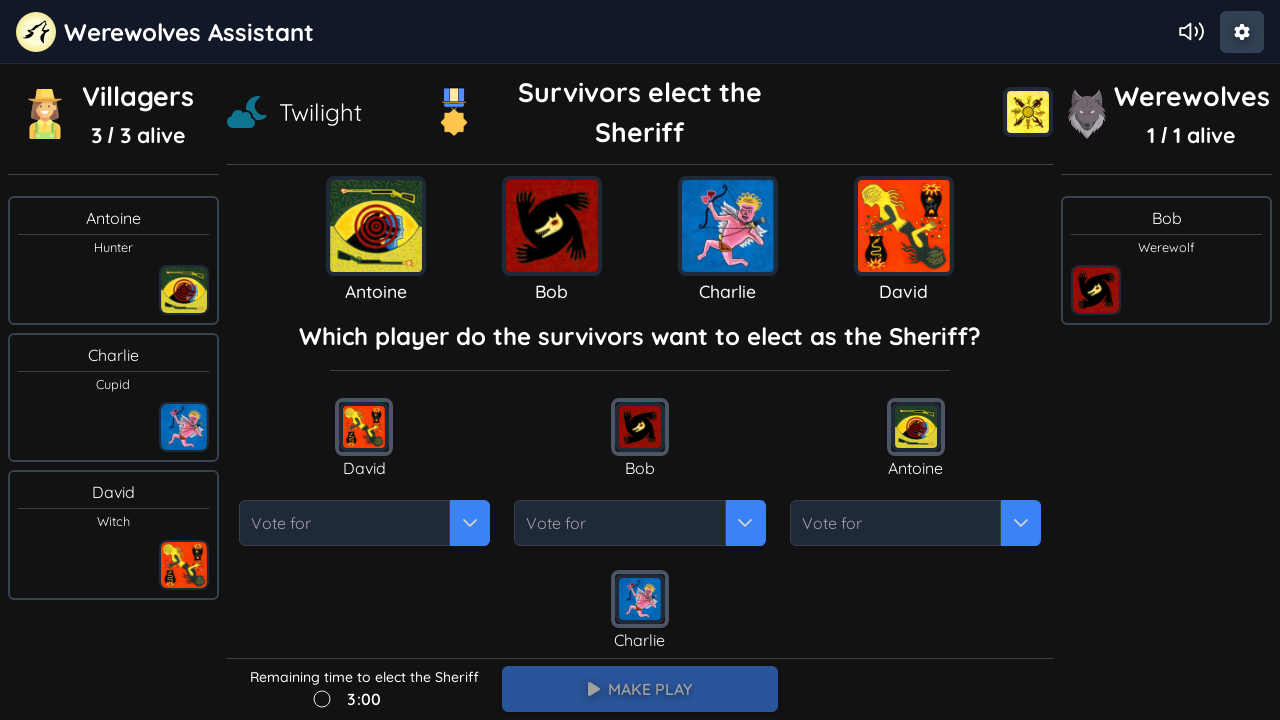 Werewolves Assistant
Villagers
3 / 3 alive
Twilight
Survivors elect the
Sheriff
Werewolves
1 / 1 alive
Antoine
Hunter
Charlie
Cupid
David
Witch
Antoine
Bob
Charlie
David
Which player do the survivors want to elect as the Sheriff?
David
Bob
Antoine
Vote for
Vote for
Vote for
Charlie
Remaining time to elect the Sheriff
3:00
MAKE PLAY
Bob
Werewolf